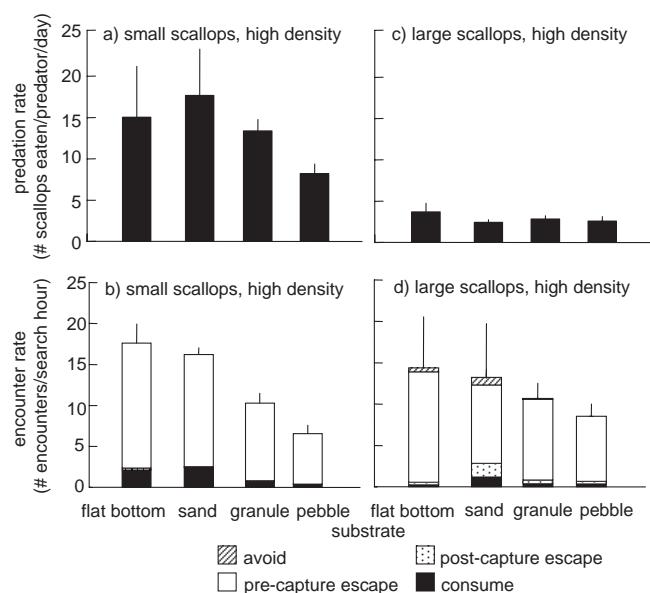 a) small scallops, high density
c) large scallops, high density
predation rate
(# scallops eaten/predator/day)
25
20
15
10
5
0
b) small scallops, high density
d) large scallops, high density
encounter rate
(# encounters/search hour)
25
20
15
10
5
0
flat bottom sand granule pebble
flat bottom sand granule pebble
substrate
avoid
post-capture escape
pre-capture escape
consume